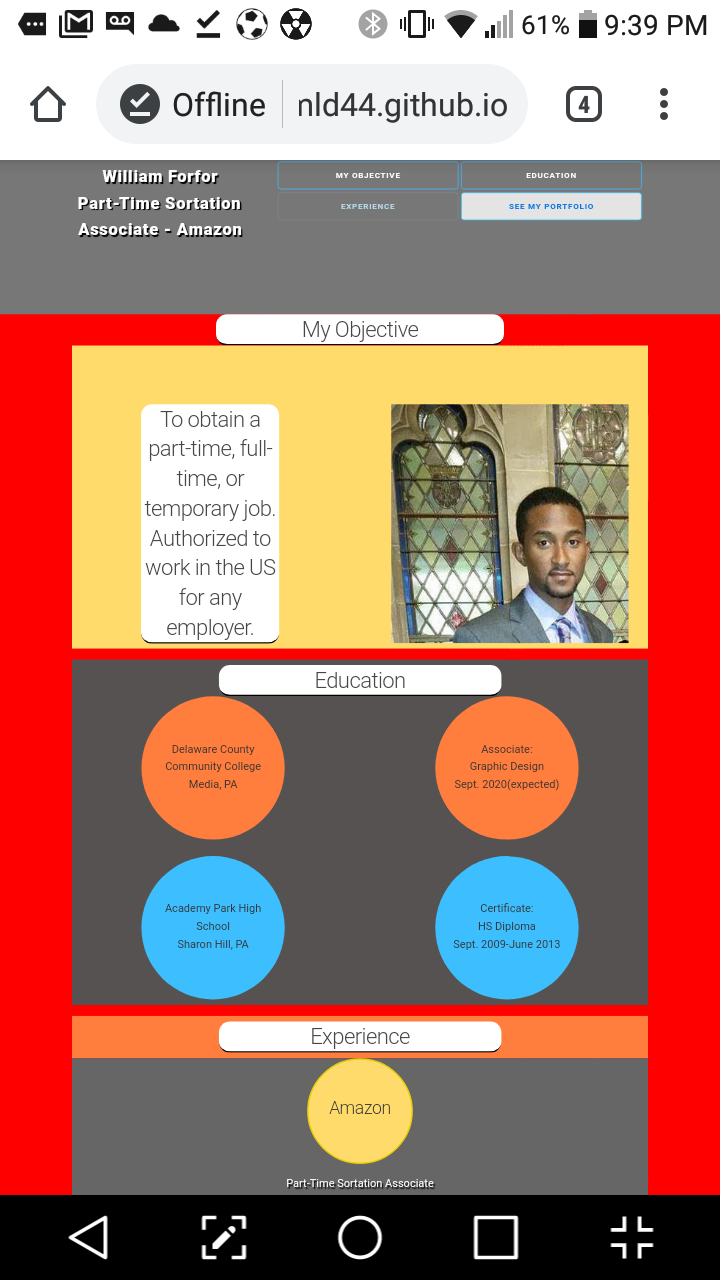 61% 9:39 PM
Offline nld44.github.io 4
William Forfor
Part-Time Sortation
Associate - Amazon
MY OBJECTIVE
EDUCATION
EXPERIENCE
SEE MY PORTFOLIO
My Objective
To obtain a
part-time, full-
time, or
temporary job.
Authorized to
work in the US
for any
employer.
Education
Delaware County
Community College
Media, PA
Associate:
Graphic Design
Sept. 2020(expected)
Academy Park High
School
Sharon Hill, PA
Certificate:
HS Diploma
Sept. 2009-June 2013
Experience
Amazon
Part-Time Sortation Associate